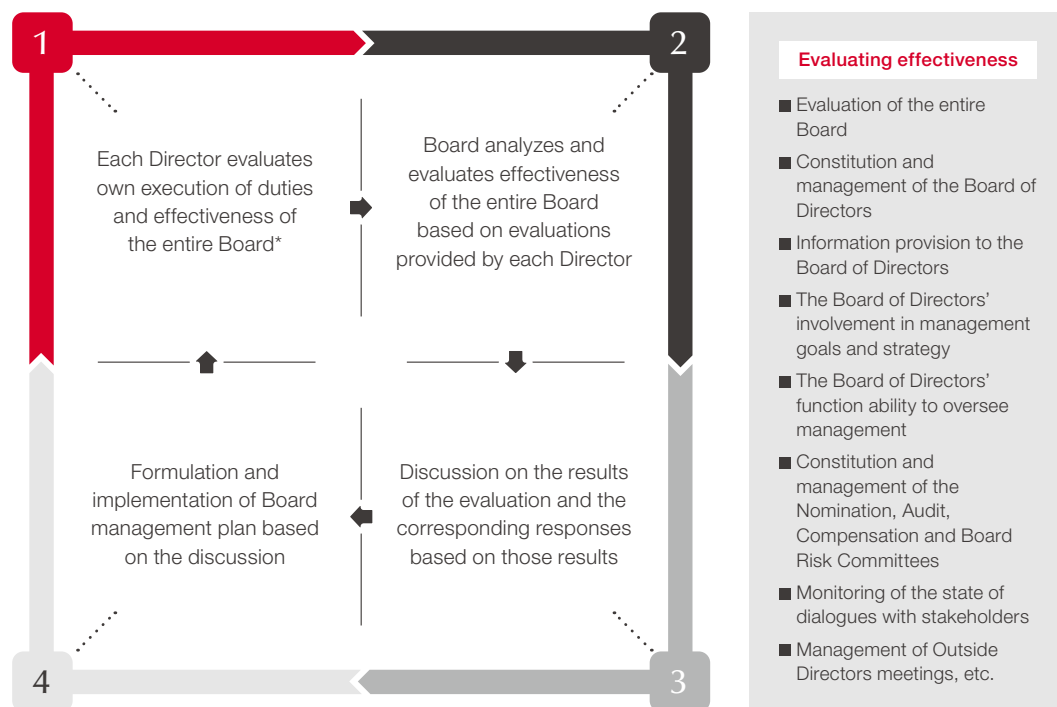 1
2
Each Director evaluates
own execution of duties
and effectiveness of
the entire Board*
Board analyzes and
evaluates effectiveness
of the entire Board
based on evaluations
provided by each Director
Formulation and
implementation of Board
management plan based
on the discussion
Discussion on the results
of the evaluation and the
corresponding responses
based on those results
4
3
Evaluating effectiveness
Evaluation of the entire
Board
Constitution and
management of the Board of
Directors
Information provision to the
Board of Directors
The Board of Directors’
involvement in management
goals and strategy
The Board of Directors’
function ability to oversee
management
Constitution and
management of the
Nomination, Audit,
Compensation and Board
Risk Committees
Monitoring of the state of
dialogues with stakeholders
Management of Outside
Directors meetings, etc.